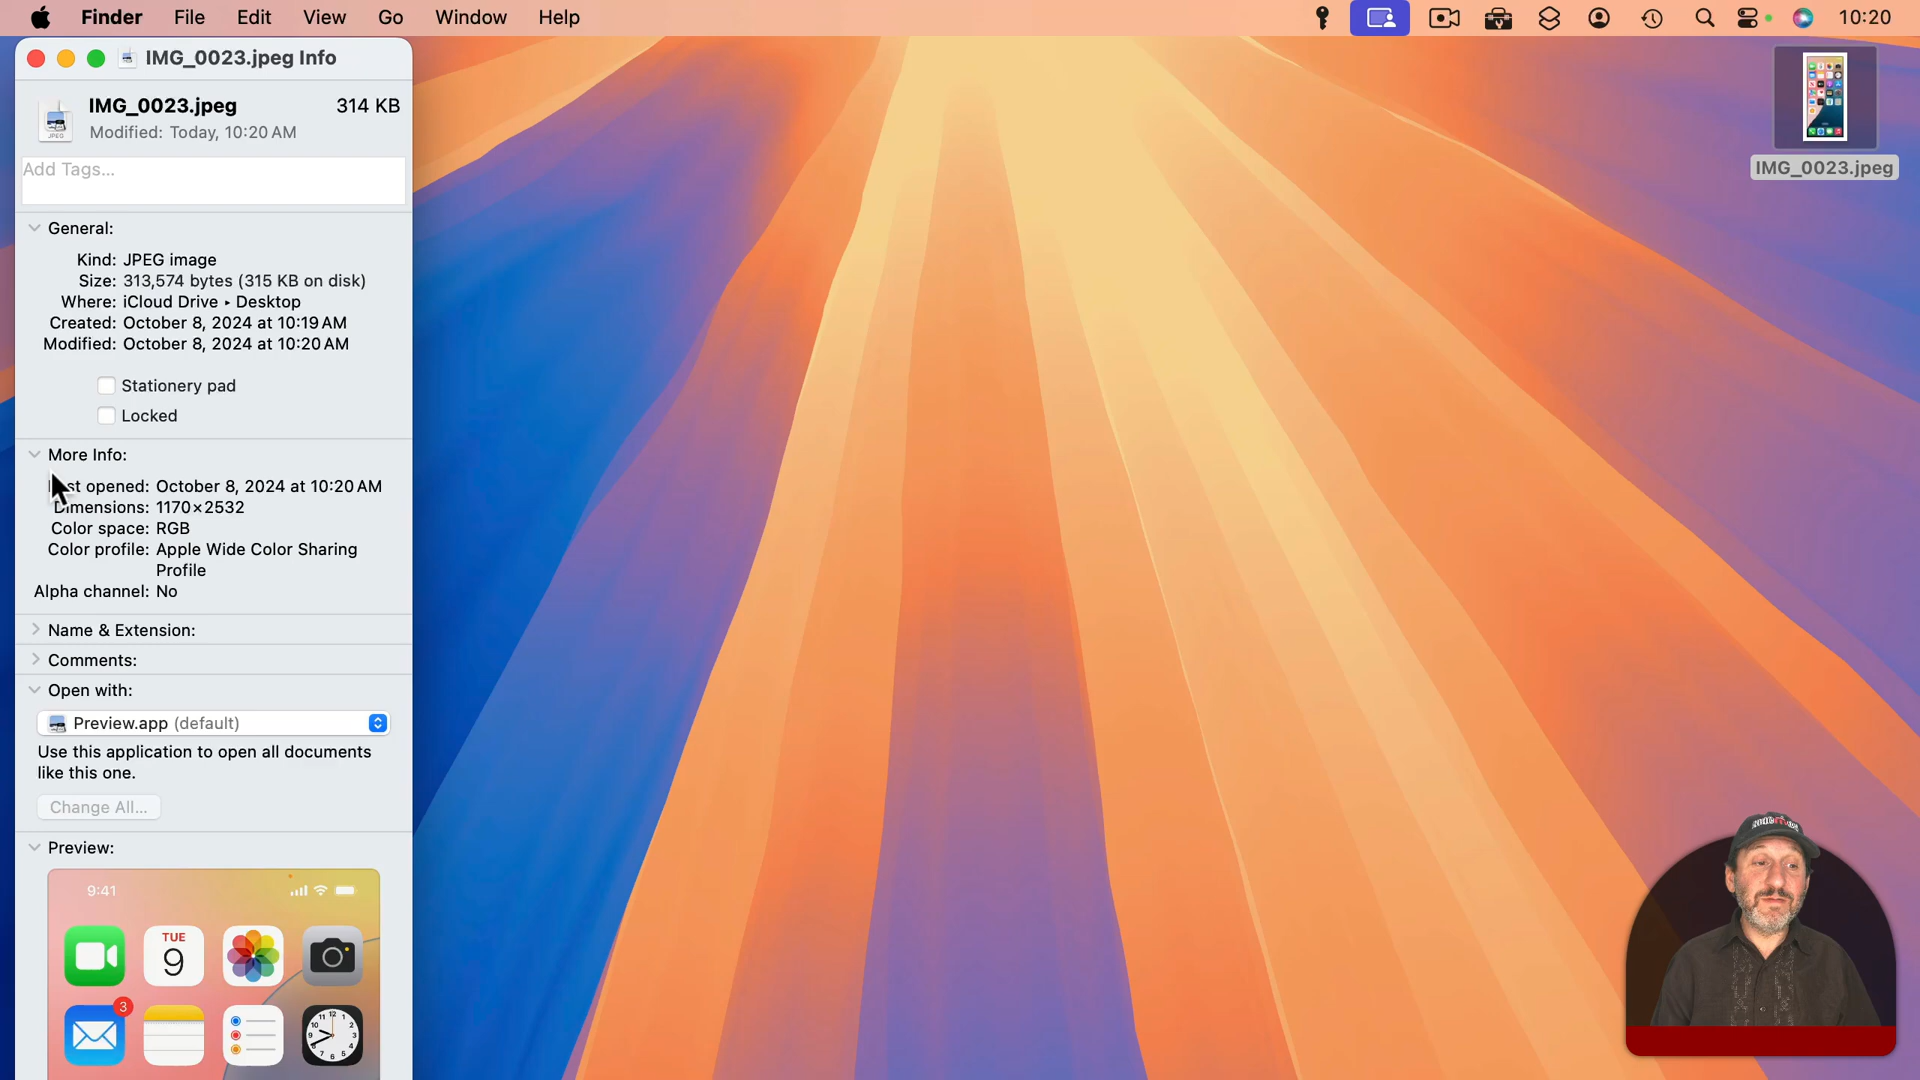 Finder File Edit View Go Window Help 10:20
IMG_0023.jpeg Info
IMG_0023.jpeg 314 KB
Modified: Today, 10:20 AM
Add Tags...
General:
Kind: JPEG image
Size: 313,574 bytes (315 KB on disk)
Where: iCloud Drive ▸ Desktop
Created: October 8, 2024 at 10:19 AM
Modified: October 8, 2024 at 10:20 AM
Stationery pad
Locked
More Info:
opened: October 8, 2024 at 10:20 AM
Dimensions: 1170×2532
Color space: RGB
Color profile: Apple Wide Color Sharing
Profile
Alpha channel: No
Name & Extension:
Comments:
Open with:
Preview.app (default)
Use this application to open all documents
like this one.
Change All...
Preview:
9:41
TUE
9
3
IMG_0023.jpeg
JPEG